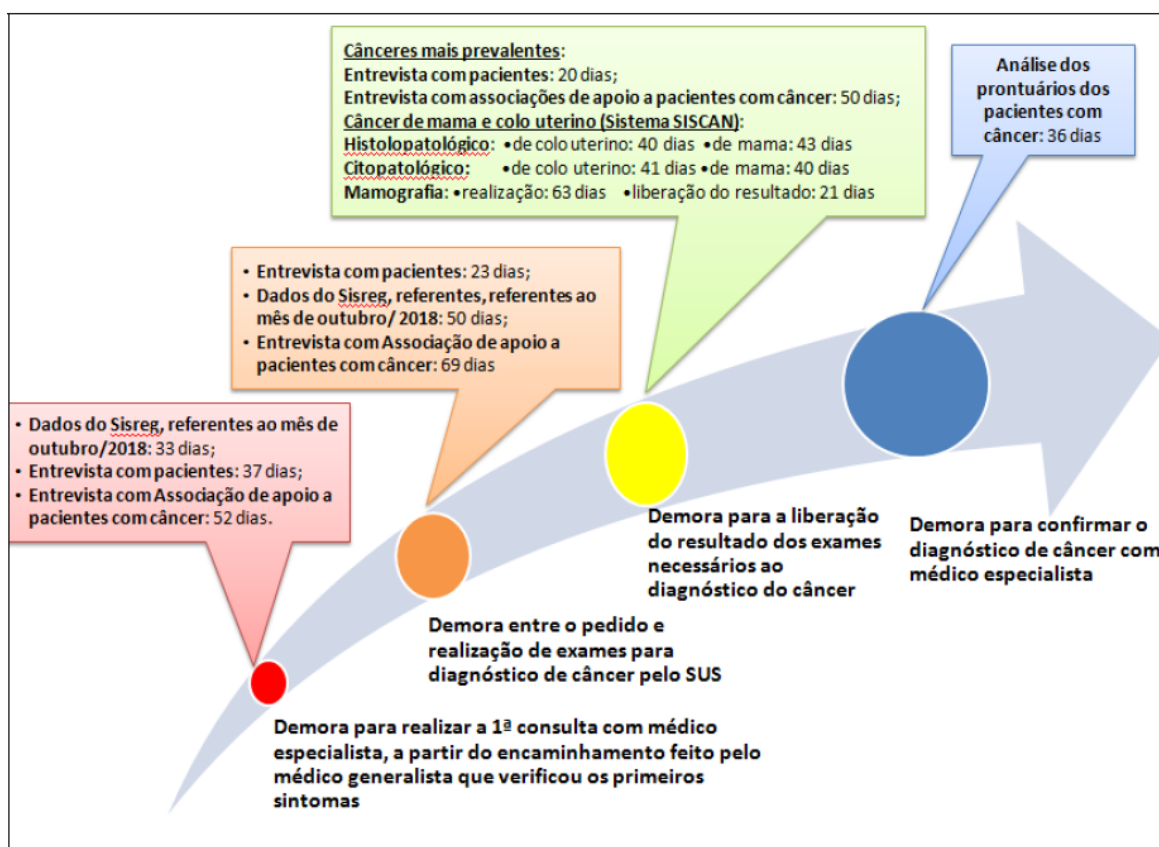 Cânceres mais prevalentes:
Entrevista com pacientes: 20 dias;
Entrevista com associações de apoio a pacientes com câncer: 50 dias;
Câncer de mama e colo uterino (Sistema SISCAN):
Histolopatológico: •de colo uterino: 40 dias •de mama: 43 dias
Citopatológico: •de colo uterino: 41 dias •de mama: 40 dias
Mamografia: •realização: 63 dias •liberação do resultado: 21 dias
Análise dos
prontuários dos
pacientes com
câncer: 36 dias
• Entrevista com pacientes: 23 dias;
• Dados do Sisreg, referentes, referentes ao
mês de outubro/ 2018: 50 dias;
• Entrevista com Associação de apoio a
pacientes com câncer: 69 dias
• Dados do Sisreg, referentes ao mês de
outubro/2018: 33 dias;
• Entrevista com pacientes: 37 dias;
• Entrevista com Associação de apoio a
pacientes com câncer: 52 dias.
Demora para a liberação
do resultado dos exames
necessários ao
diagnóstico do câncer
Demora para confirmar o
diagnóstico de câncer com
médico especialista
Demora entre o pedido e
realização de exames para
diagnóstico de câncer pelo SUS
Demora para realizar a 1ª consulta com médico
especialista, a partir do encaminhamento feito pelo
médico generalista que verificou os primeiros
sintomas